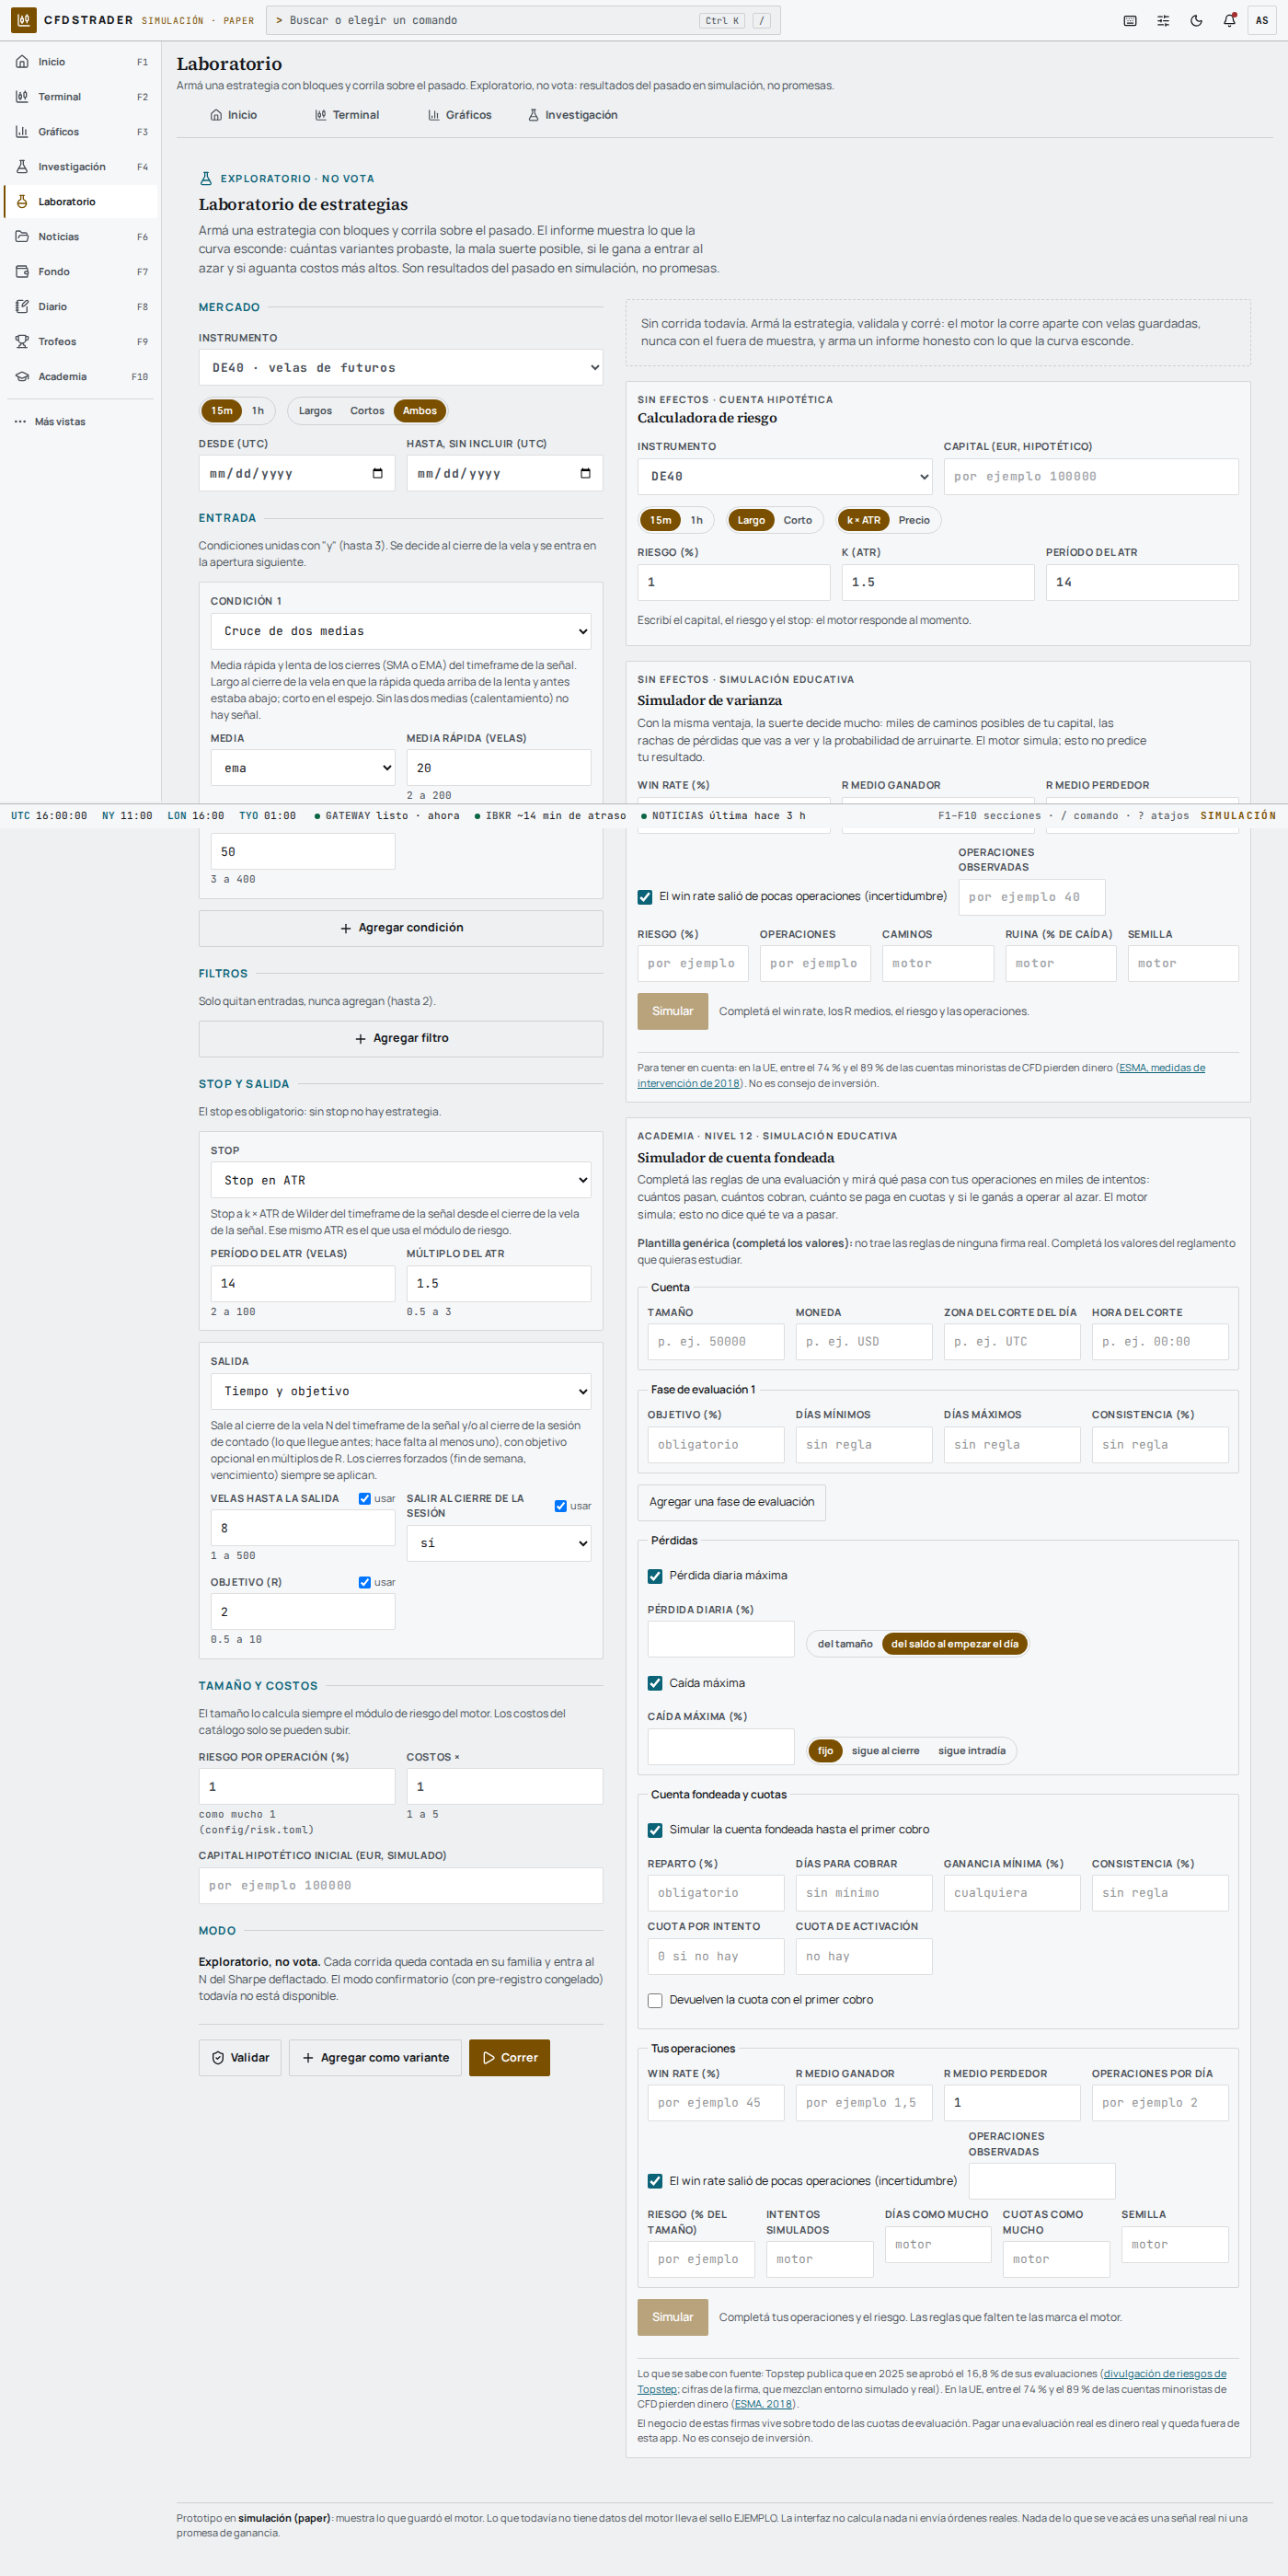 CFDSTRADER SIMULACIÓN · PAPER
> Buscar o elegir un comando Ctrl K /
AS
Inicio F1
Terminal F2
Gráficos F3
Investigación F4
Laboratorio
Noticias F6
Fondo F7
Diario F8
Trofeos F9
Academia F10
Más vistas
Laboratorio
Armá una estrategia con bloques y corrila sobre el pasado. Exploratorio, no vota: resultados del pasado en simulación, no promesas.
Inicio Terminal Gráficos Investigación
EXPLORATORIO · NO VOTA
Laboratorio de estrategias
Armá una estrategia con bloques y corrila sobre el pasado. El informe muestra lo que la
curva esconde: cuántas variantes probaste, la mala suerte posible, si le gana a entrar al
azar y si aguanta costos más altos. Son resultados del pasado en simulación, no promesas.
MERCADO
INSTRUMENTO
DE40 · velas de futuros
15m 1h Largos Cortos Ambos
DESDE (UTC) HASTA, SIN INCLUIR (UTC)
mm/dd/yyyy mm/dd/yyyy
ENTRADA
Condiciones unidas con "y" (hasta 3). Se decide al cierre de la vela y se entra en
la apertura siguiente.
CONDICIÓN 1
Cruce de dos medias
Media rápida y lenta de los cierres (SMA o EMA) del timeframe de la señal.
Largo al cierre de la vela en que la rápida queda arriba de la lenta y antes
estaba abajo; corto en el espejo. Sin las dos medias (calentamiento) no
hay señal.
MEDIA MEDIA RÁPIDA (VELAS)
ema 20
2 a 200
UTC 16:00:00 NY 11:00 LON 16:00 TYO 01:00 GATEWAY listo · ahora IBKR ~14 min de atraso NOTICIAS última hace 3 h F1–F10 secciones · / comando · ? atajos SIMULACIÓN
50
3 a 400
Agregar condición
FILTROS
Solo quitan entradas, nunca agregan (hasta 2).
Agregar filtro
STOP Y SALIDA
El stop es obligatorio: sin stop no hay estrategia.
STOP
Stop en ATR
Stop a k × ATR de Wilder del timeframe de la señal desde el cierre de la vela
de la señal. Ese mismo ATR es el que usa el módulo de riesgo.
PERÍODO DEL ATR (VELAS) MÚLTIPLO DEL ATR
14 1.5
2 a 100 0.5 a 3
SALIDA
Tiempo y objetivo
Sale al cierre de la vela N del timeframe de la señal y/o al cierre de la sesión
de contado (lo que llegue antes; hace falta al menos uno), con objetivo
opcional en múltiplos de R. Los cierres forzados (fin de semana,
vencimiento) siempre se aplican.
VELAS HASTA LA SALIDA usar SALIR AL CIERRE DE LA
SESIÓN usar
8 sí
1 a 500
OBJETIVO (R) usar
2
0.5 a 10
TAMAÑO Y COSTOS
El tamaño lo calcula siempre el módulo de riesgo del motor. Los costos del
catálogo solo se pueden subir.
RIESGO POR OPERACIÓN (%) COSTOS ×
1 1
como mucho 1
(config/risk.toml) 1 a 5
CAPITAL HIPOTÉTICO INICIAL (EUR, SIMULADO)
por ejemplo 100000
MODO
Exploratorio, no vota. Cada corrida queda contada en su familia y entra al
N del Sharpe deflactado. El modo confirmatorio (con pre-registro congelado)
todavía no está disponible.
Validar Agregar como variante Correr
Sin corrida todavía. Armá la estrategia, validala y corré: el motor la corre aparte con velas guardadas,
nunca con el fuera de muestra, y arma un informe honesto con lo que la curva esconde.
SIN EFECTOS · CUENTA HIPOTÉTICA
Calculadora de riesgo
INSTRUMENTO CAPITAL (EUR, HIPOTÉTICO)
DE40 por ejemplo 100000
15m 1h Largo Corto k × ATR Precio
RIESGO (%) K (ATR) PERÍODO DEL ATR
1 1.5 14
Escribí el capital, el riesgo y el stop: el motor responde al momento.
SIN EFECTOS · SIMULACIÓN EDUCATIVA
Simulador de varianza
Con la misma ventaja, la suerte decide mucho: miles de caminos posibles de tu capital, las
rachas de pérdidas que vas a ver y la probabilidad de arruinarte. El motor simula; esto no predice
tu resultado.
WIN RATE (%) R MEDIO GANADOR R MEDIO PERDEDOR
El win rate salió de pocas operaciones (incertidumbre)
OPERACIONES
OBSERVADAS
por ejemplo 40
RIESGO (%) OPERACIONES CAMINOS RUINA (% DE CAÍDA) SEMILLA
por ejemplo por ejemplo motor motor motor
Simular Completá el win rate, los R medios, el riesgo y las operaciones.
Para tener en cuenta: en la UE, entre el 74 % y el 89 % de las cuentas minoristas de CFD pierden dinero (ESMA, medidas de
intervención de 2018). No es consejo de inversión.
ACADEMIA · NIVEL 12 · SIMULACIÓN EDUCATIVA
Simulador de cuenta fondeada
Completá las reglas de una evaluación y mirá qué pasa con tus operaciones en miles de intentos:
cuántos pasan, cuántos cobran, cuánto se paga en cuotas y si le ganás a operar al azar. El motor
simula; esto no dice qué te va a pasar.
Plantilla genérica (completá los valores): no trae las reglas de ninguna firma real. Completá los valores del reglamento
que quieras estudiar.
Cuenta
TAMAÑO MONEDA ZONA DEL CORTE DEL DÍA HORA DEL CORTE
p. ej. 50000 p. ej. USD p. ej. UTC p. ej. 00:00
Fase de evaluación 1
OBJETIVO (%) DÍAS MÍNIMOS DÍAS MÁXIMOS CONSISTENCIA (%)
obligatorio sin regla sin regla sin regla
Agregar una fase de evaluación
Pérdidas
Pérdida diaria máxima
PÉRDIDA DIARIA (%)
del tamaño del saldo al empezar el día
Caída máxima
CAÍDA MÁXIMA (%)
fijo sigue al cierre sigue intradía
Cuenta fondeada y cuotas
Simular la cuenta fondeada hasta el primer cobro
REPARTO (%) DÍAS PARA COBRAR GANANCIA MÍNIMA (%) CONSISTENCIA (%)
obligatorio sin mínimo cualquiera sin regla
CUOTA POR INTENTO CUOTA DE ACTIVACIÓN
0 si no hay no hay
Devuelven la cuota con el primer cobro
Tus operaciones
WIN RATE (%) R MEDIO GANADOR R MEDIO PERDEDOR OPERACIONES POR DÍA
por ejemplo 45 por ejemplo 1,5 1 por ejemplo 2
El win rate salió de pocas operaciones (incertidumbre)
OPERACIONES
OBSERVADAS
RIESGO (% DEL
TAMAÑO) INTENTOS
SIMULADOS DÍAS COMO MUCHO CUOTAS COMO
MUCHO SEMILLA
por ejemplo motor motor motor motor
Simular Completá tus operaciones y el riesgo. Las reglas que falten te las marca el motor.
Lo que se sabe con fuente: Topstep publica que en 2025 se aprobó el 16,8 % de sus evaluaciones (divulgación de riesgos de
Topstep; cifras de la firma, que mezclan entorno simulado y real). En la UE, entre el 74 % y el 89 % de las cuentas minoristas de
CFD pierden dinero (ESMA, 2018).
El negocio de estas firmas vive sobre todo de las cuotas de evaluación. Pagar una evaluación real es dinero real y queda fuera de
esta app. No es consejo de inversión.
Prototipo en simulación (paper): muestra lo que guardó el motor. Lo que todavía no tiene datos del motor lleva el sello EJEMPLO. La interfaz no calcula nada ni envía órdenes reales. Nada de lo que se ve acá es una señal real ni una
promesa de ganancia.